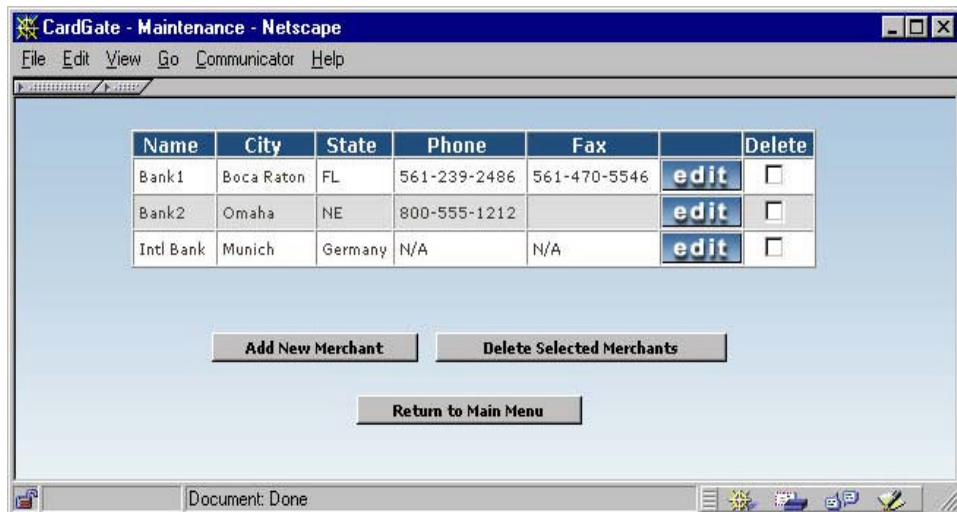 CardGate - Maintenance - Netscape
File Edit View Go Communicator Help
Name City State Phone Fax Delete
Bank1 Boca Raton FL 561-239-2486 561-470-5546 edit
Bank2 Omaha NE 800-555-1212 edit
Intl Bank Munich Germany N/A N/A edit
Add New Merchant Delete Selected Merchants
Return to Main Menu
Document: Done